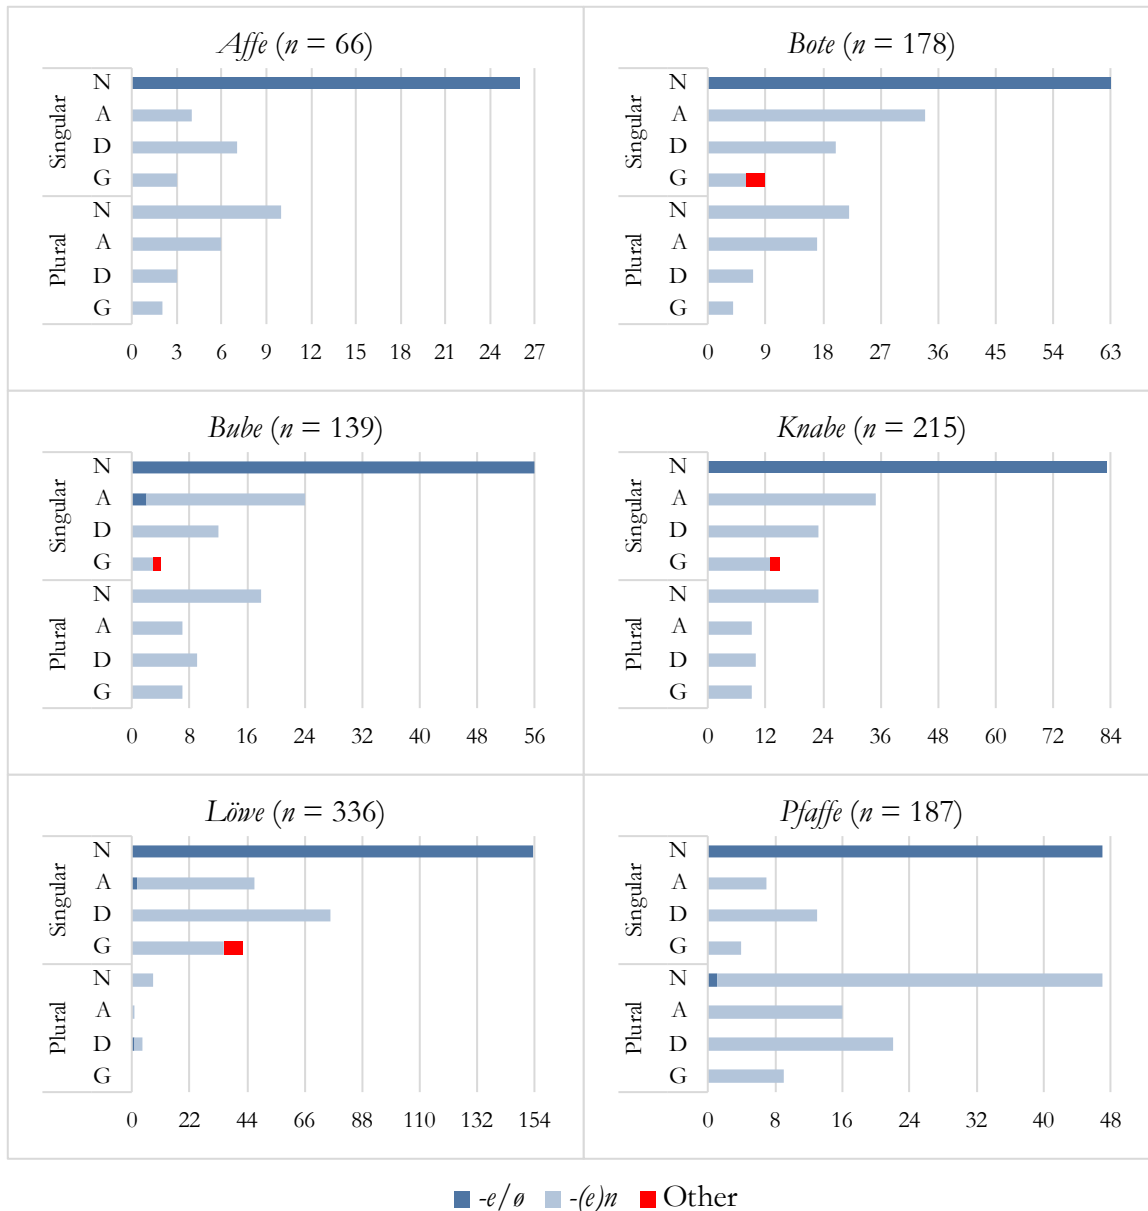 Affe (n = 66)
Singular
N
A
D
G
Plural
N
A
D
G
0 3 6 9 12 15 18 21 24 27
Bote (n = 178)
Singular
N
A
D
G
Plural
N
A
D
G
0 9 18 27 36 45 54 63
Bube (n = 139)
Singular
N
A
D
G
Plural
N
A
D
G
0 8 16 24 32 40 48 56
Knabe (n = 215)
Singular
N
A
D
G
Plural
N
A
D
G
0 12 24 36 48 60 72 84
Löwe (n = 336)
Singular
N
A
D
G
Plural
N
A
D
G
0 22 44 66 88 110 132 154
Pfaffe (n = 187)
Singular
N
A
D
G
Plural
N
A
D
G
0 8 16 24 32 40 48
-e/ø -(e)n Other